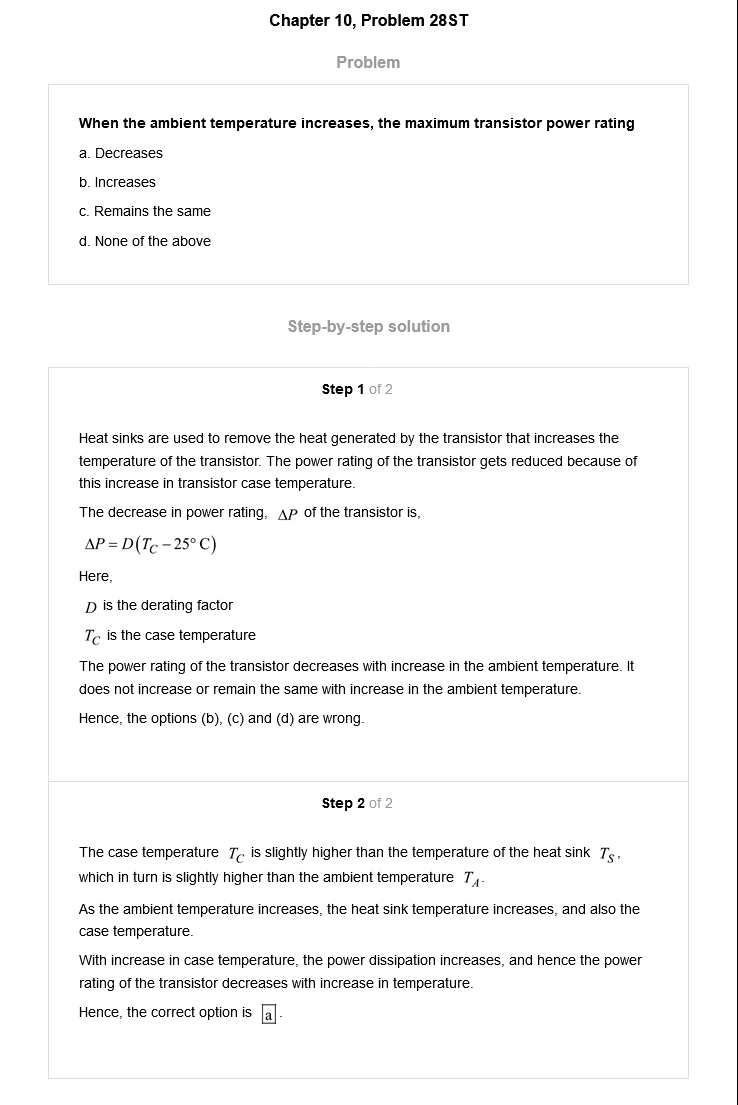 Chapter 10, Problem 28ST
Problem
When the ambient temperature increases, the maximum transistor power rating
a. Decreases
b. Increases
c. Remains the same
d. None of the above
Step-by-step solution
Step 1 of 2
Heat sinks are used to remove the heat generated by the transistor that increases the
temperature of the transistor. The power rating of the transistor gets reduced because of
this increase in transistor case temperature.
The decrease in power rating, ΔP of the transistor is,
ΔP = D(T_C − 25° C)
Here,
D is the derating factor
T_C is the case temperature
The power rating of the transistor decreases with increase in the ambient temperature. It
does not increase or remain the same with increase in the ambient temperature.
Hence, the options (b), (c) and (d) are wrong.
Step 2 of 2
The case temperature T_C is slightly higher than the temperature of the heat sink T_S,
which in turn is slightly higher than the ambient temperature T_A.
As the ambient temperature increases, the heat sink temperature increases, and also the
case temperature.
With increase in case temperature, the power dissipation increases, and hence the power
rating of the transistor decreases with increase in temperature.
Hence, the correct option is a.